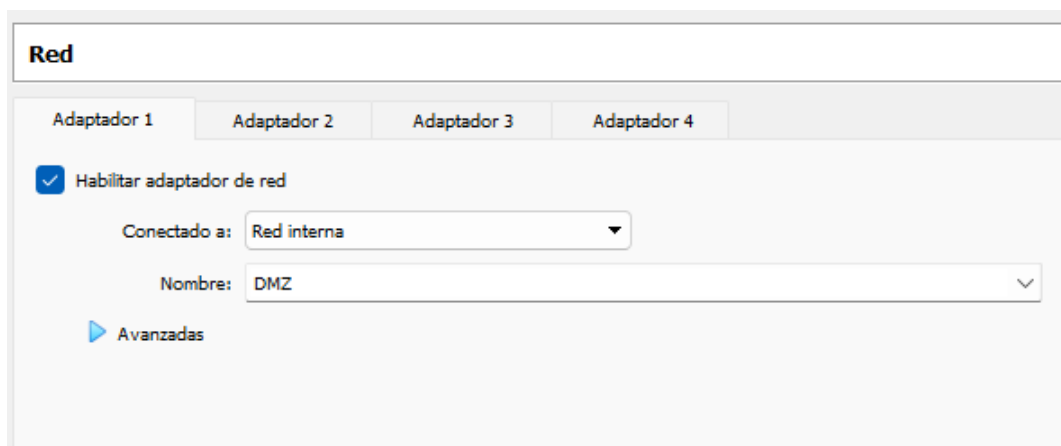 Red
Adaptador 1 Adaptador 2 Adaptador 3 Adaptador 4
Habilitar adaptador de red
Conectado a: Red interna
Nombre: DMZ
Avanzadas